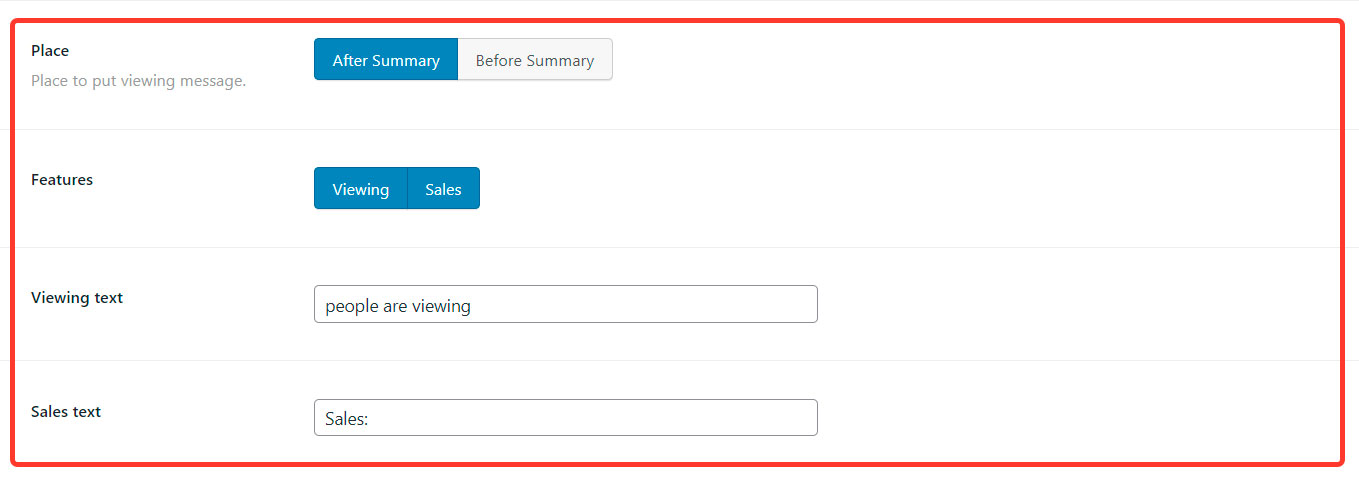 Place
After Summary
Before Summary
Place to put viewing message.
Features
Viewing
Sales
Viewing text
people are viewing
Sales text
Sales: